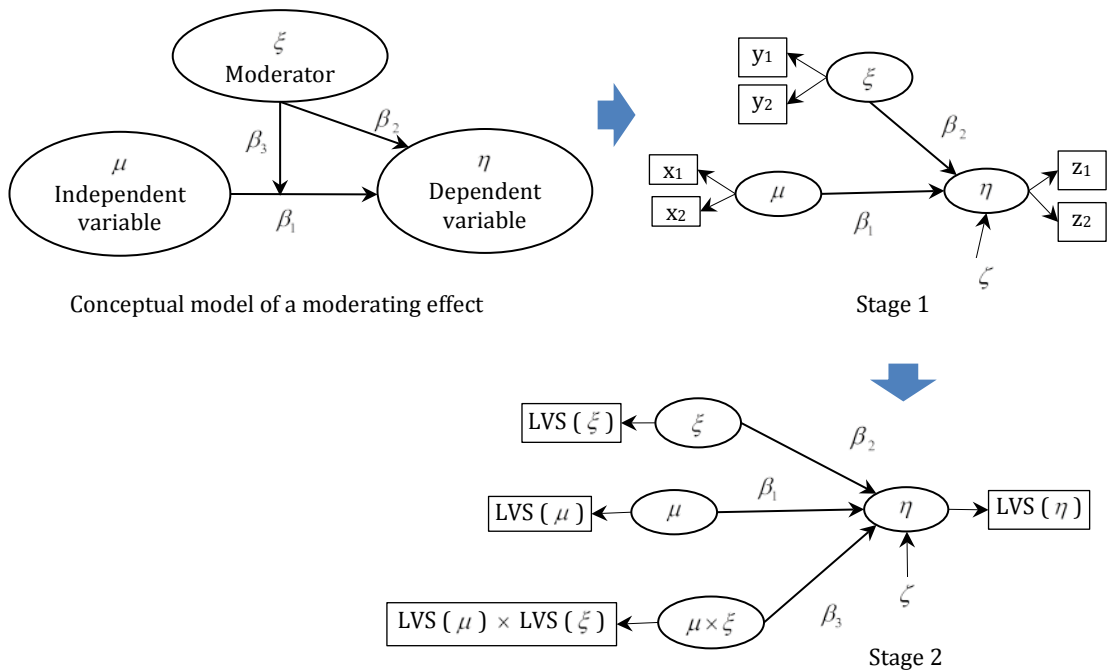 ξ
Moderator
β₃
β₂
μ
Independent
variable
β₁
η
Dependent
variable
Conceptual model of a moderating effect
y₁
y₂
ξ
β₂
x₁
x₂
μ
β₁
η
z₁
z₂
ζ
Stage 1
LVS ( ξ )
ξ
β₂
LVS ( μ )
μ
β₁
η
LVS ( η )
ζ
LVS ( μ ) × LVS ( ξ )
μ × ξ
β₃
Stage 2